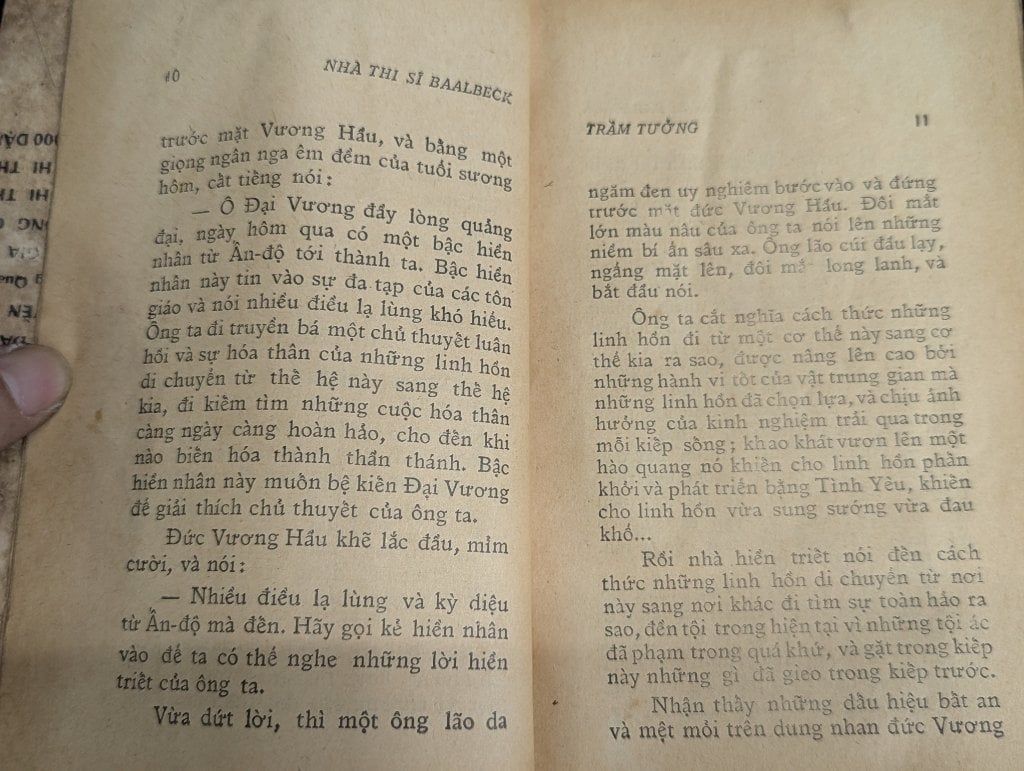 10
NHÀ THI SĨ BAALBECK
trước mặt Vương Hầu, và bằng một
giọng ngân nga êm đềm của tuổi sương
hôm, cất tiếng nói :
— Ô Đại Vương đầy lòng quảng
đại, ngày hôm qua có một bậc hiền
nhân từ Ấn-độ tới thành ta. Bậc hiền
nhân này tin vào sự đa tạp của các tôn
giáo và nói nhiều điều lạ lùng khó hiểu.
Ông ta đi truyền bá một chủ thuyết luân
hồi và sự hóa thân của những linh hồn
di chuyển từ thế hệ này sang thế hệ
kia, đi kiếm tìm những cuộc hóa thân
càng ngày càng hoàn hảo, cho đến khi
nào biến hóa thành thần thánh. Bậc
hiền nhân này muốn bệ kiến Đại Vương
để giải thích chủ thuyết của ông ta.
Đức Vương Hầu khẽ lắc đầu, mỉm
cười, và nói :
— Nhiều điều lạ lùng và kỳ diệu
từ Ấn-độ mà đến. Hãy gọi kẻ hiền nhân
vào để ta có thể nghe những lời hiền
triết của ông ta.
Vừa dứt lời, thì một ông lão da
TRẦM TƯỞNG
11
ngăm đen uy nghiêm bước vào và đứng
trước mặt đức Vương Hầu. Đôi mắt
lớn màu nâu của ông ta nói lên những
niềm bí ẩn sâu xa. Ông lão cúi đầu lạy,
ngẩng mặt lên, đôi mắ long lanh, và
bắt đầu nói.
Ông ta cắt nghĩa cách thức những
linh hồn đi từ một cơ thể này sang cơ
thể kia ra sao, được nâng lên cao bởi
những hành vi tốt của vật trung gian mà
những linh hồn đã chọn lựa, và chịu ảnh
hưởng của kinh nghiệm trải qua trong
mỗi kiếp sống ; khao khát vươn lên một
hào quang nó khiến cho linh hồn phấn
khởi và phát triển bằng Tình Yêu, khiến
cho linh hồn vừa sung sướng vừa đau
khổ...
Rồi nhà hiền triết nói đến cách
thức những linh hồn di chuyển từ nơi
này sang nơi khác đi tìm sự toàn hảo ra
sao, đền tội trong hiện tại vì những tội ác
đã phạm trong quá khứ, và gặt trong kiếp
này những gì đã gieo trong kiếp trước.
Nhận thấy những dấu hiệu bất an
và mệt mỏi trên dung nhan đức Vương